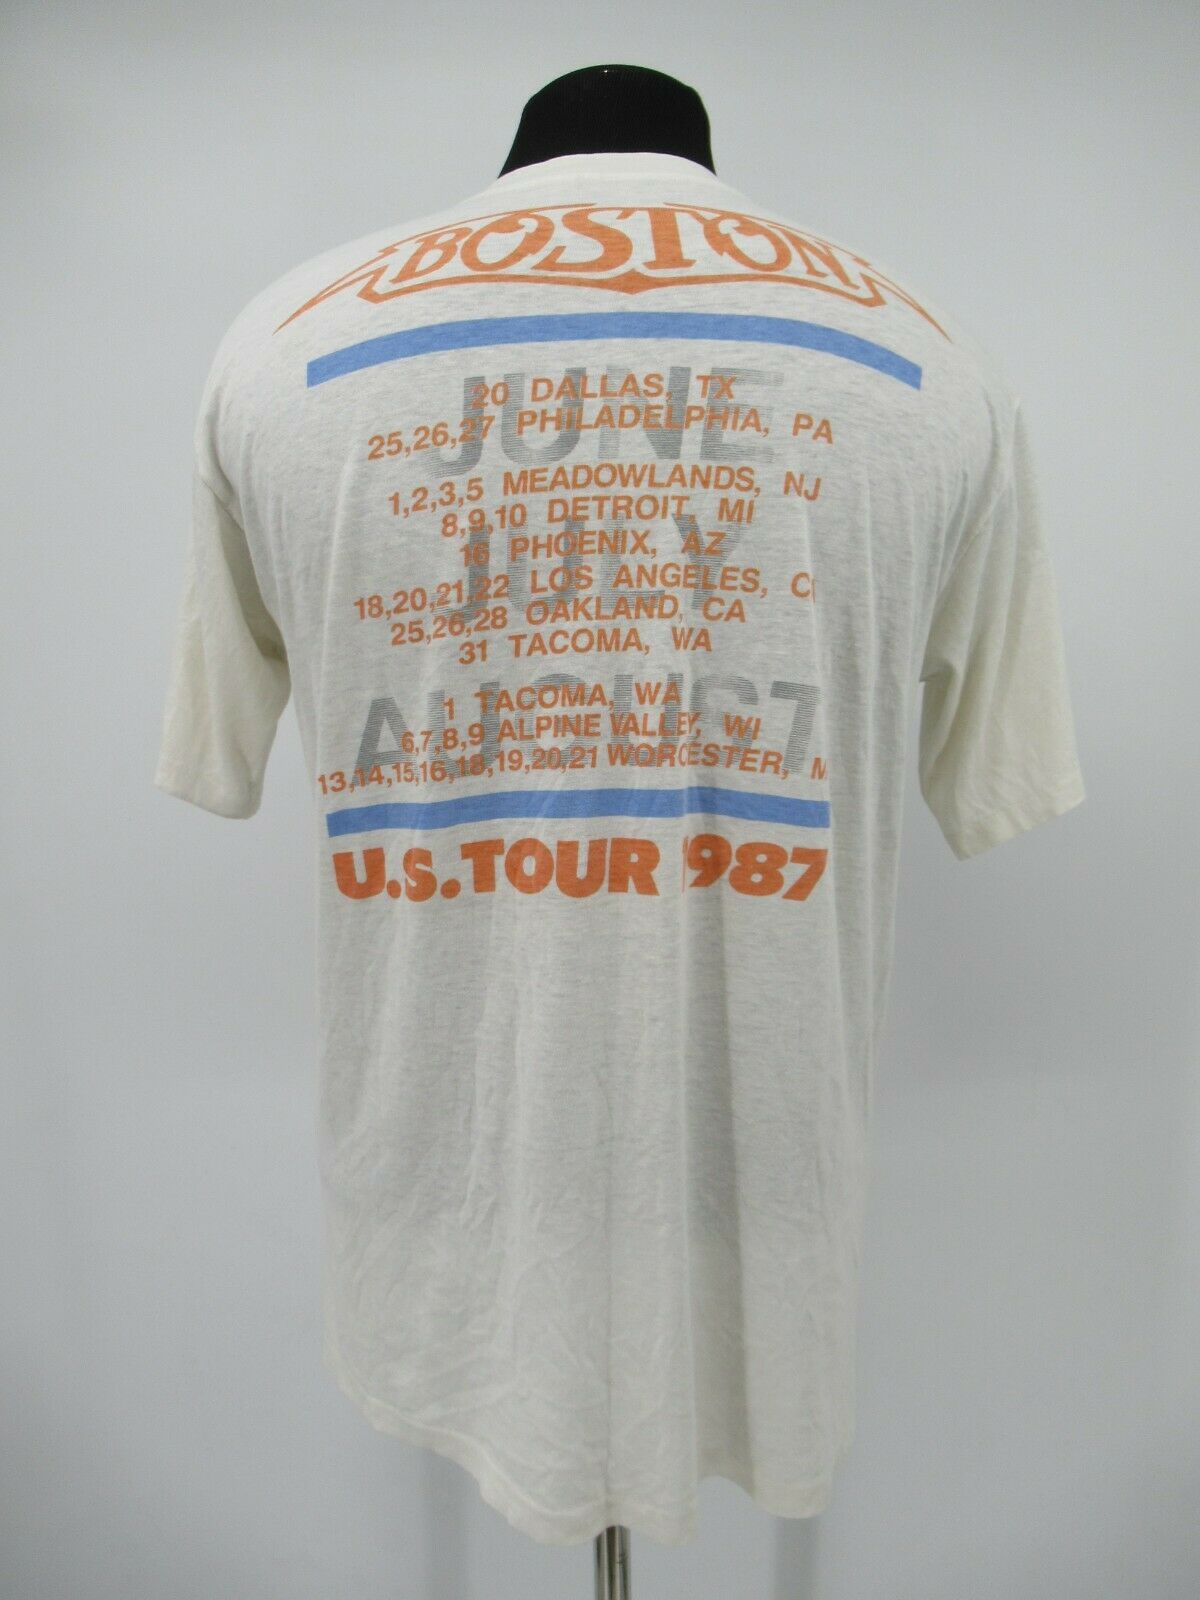 BOSTON
JUNE
20 DALLAS, TX
25,26,27 PHILADELPHIA, PA
JULY
1,2,3,5 MEADOWLANDS, NJ
8,9,10 DETROIT, MI
16 PHOENIX, AZ
18,20,21,22 LOS ANGELES,
25,26,28 OAKLAND, CA
31 TACOMA, WA
AUGUST
1 TACOMA, WA
6,7,8,9 ALPINE VALLEY, WI
13,14,15,16,18,19,20,21 WORCESTER,
U.S. TOUR 1987